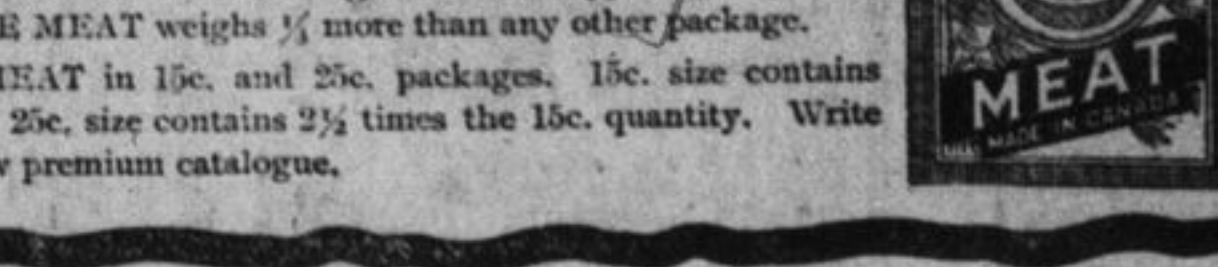 E MEAT weighs ⅓ more than any other package.
MEAT in 15c. and 25c. packages. 15c. size contains
25c. size contains 2½ times the 15c. quantity. Write
premium catalogue.
MEAT
MADE IN CANADA